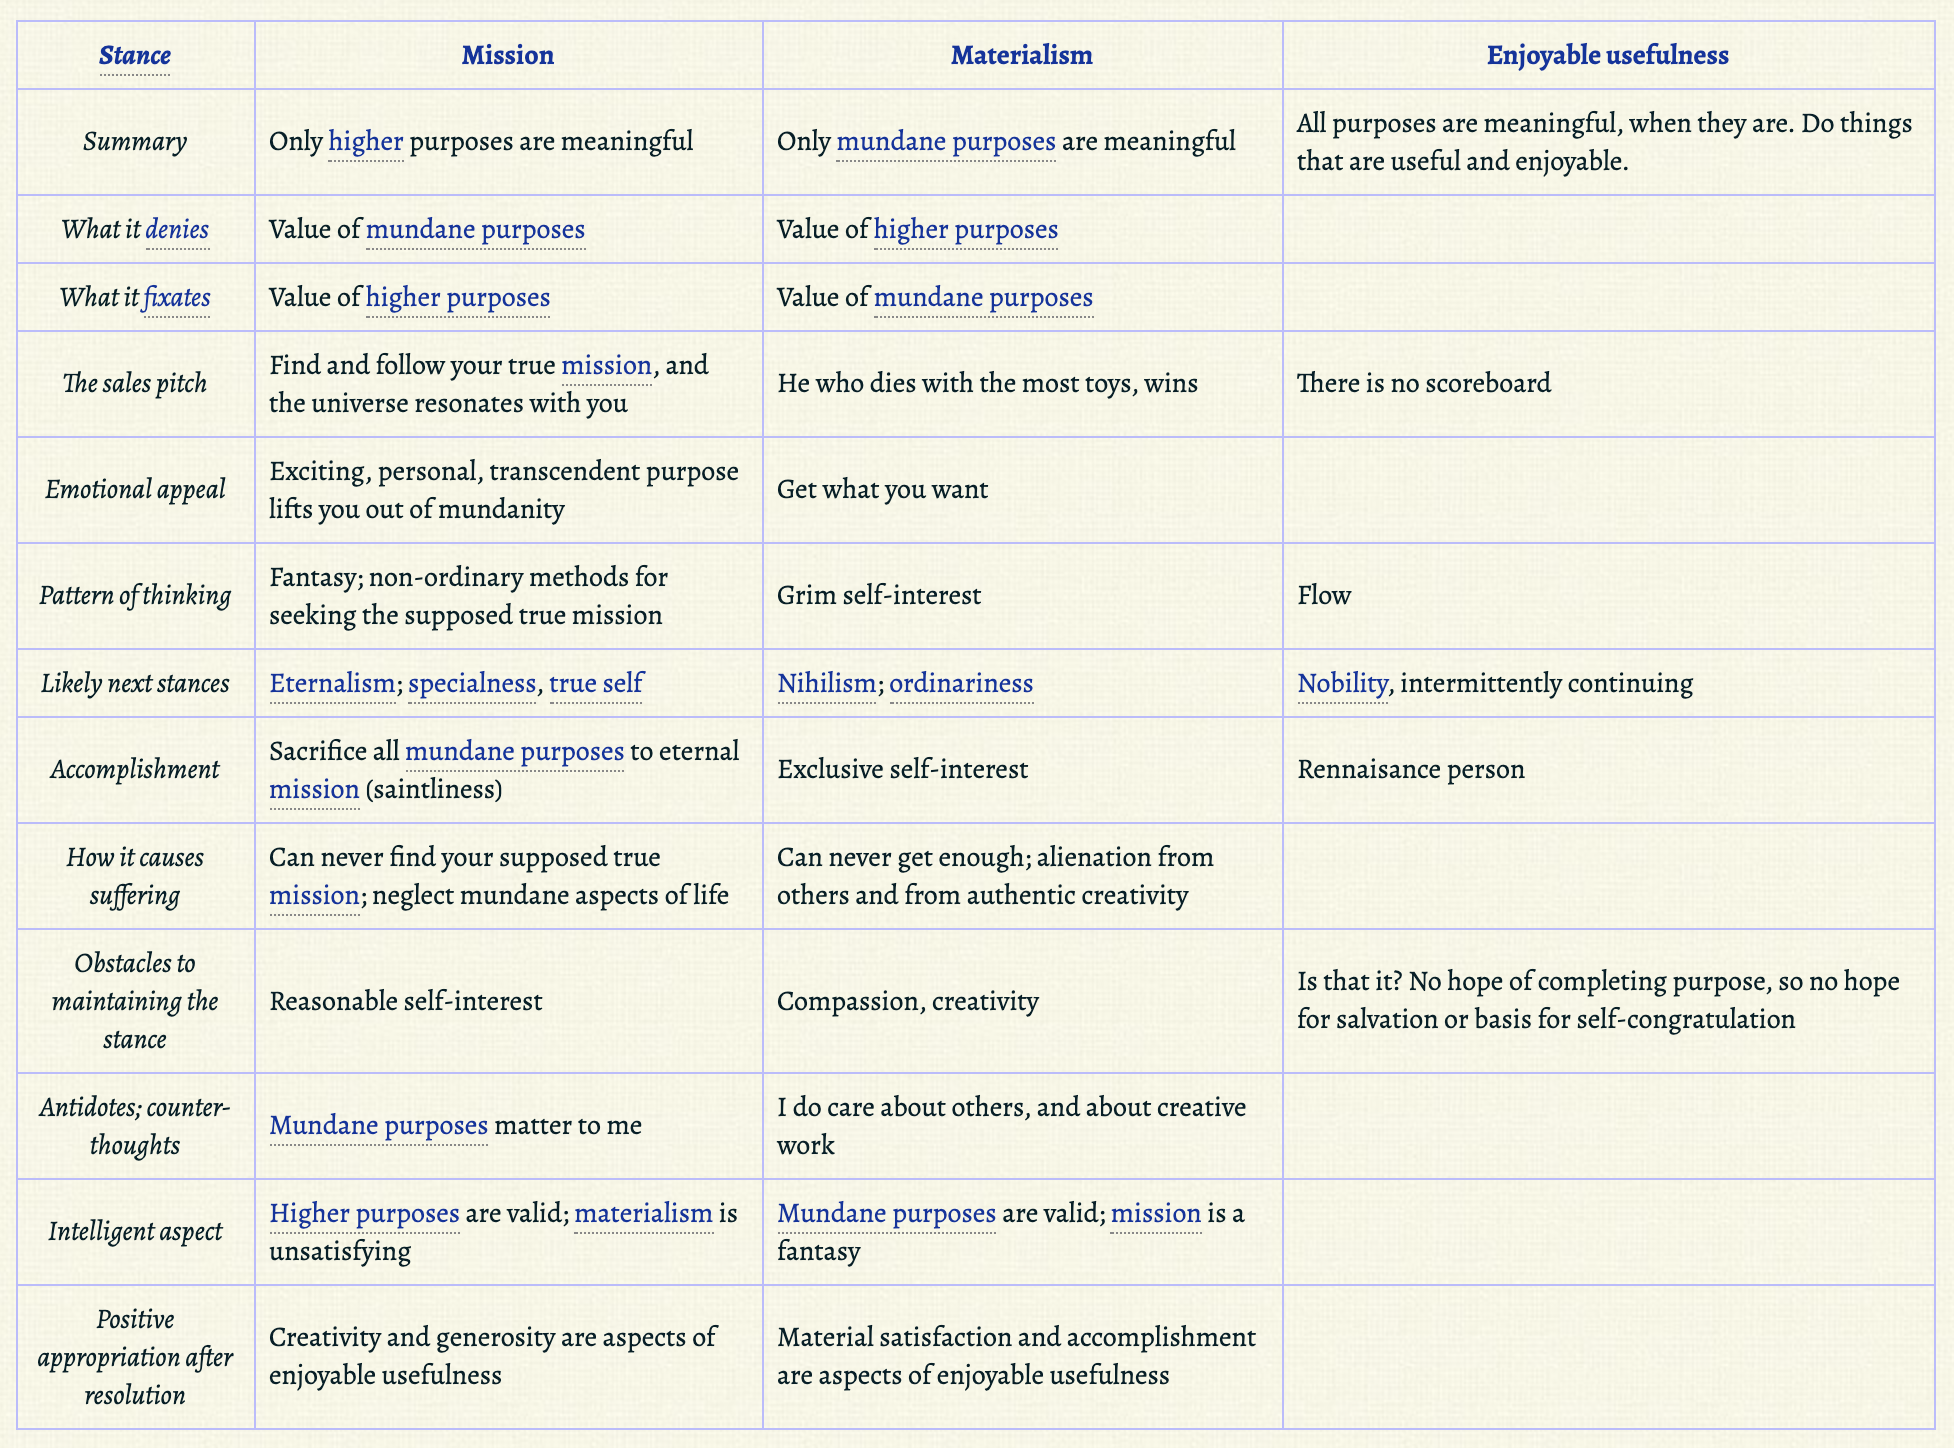 Stance Mission Materialism Enjoyable usefulness
Summary
Only higher purposes are meaningful
Only mundane purposes are meaningful
All purposes are meaningful, when they are. Do things
that are useful and enjoyable.
What it denies
Value of mundane purposes
Value of higher purposes
What it fixates
Value of higher purposes
Value of mundane purposes
The sales pitch
Find and follow your true mission, and
the universe resonates with you
He who dies with the most toys, wins
There is no scoreboard
Emotional appeal
Exciting, personal, transcendent purpose
lifts you out of mundanity
Get what you want
Pattern of thinking
Fantasy; non-ordinary methods for
seeking the supposed true mission
Grim self-interest
Flow
Likely next stances
Eternalism; specialness, true self
Nihilism; ordinariness
Nobility, intermittently continuing
Accomplishment
Sacrifice all mundane purposes to eternal
mission (saintliness)
Exclusive self-interest
Rennaisance person
How it causes
suffering
Can never find your supposed true
mission; neglect mundane aspects of life
Can never get enough; alienation from
others and from authentic creativity
Obstacles to
maintaining the
stance
Reasonable self-interest
Compassion, creativity
Is that it? No hope of completing purpose, so no hope
for salvation or basis for self-congratulation
Antidotes; counter-
thoughts
Mundane purposes matter to me
I do care about others, and about creative
work
Intelligent aspect
Higher purposes are valid; materialism is
unsatisfying
Mundane purposes are valid; mission is a
fantasy
Positive
appropriation after
resolution
Creativity and generosity are aspects of
enjoyable usefulness
Material satisfaction and accomplishment
are aspects of enjoyable usefulness